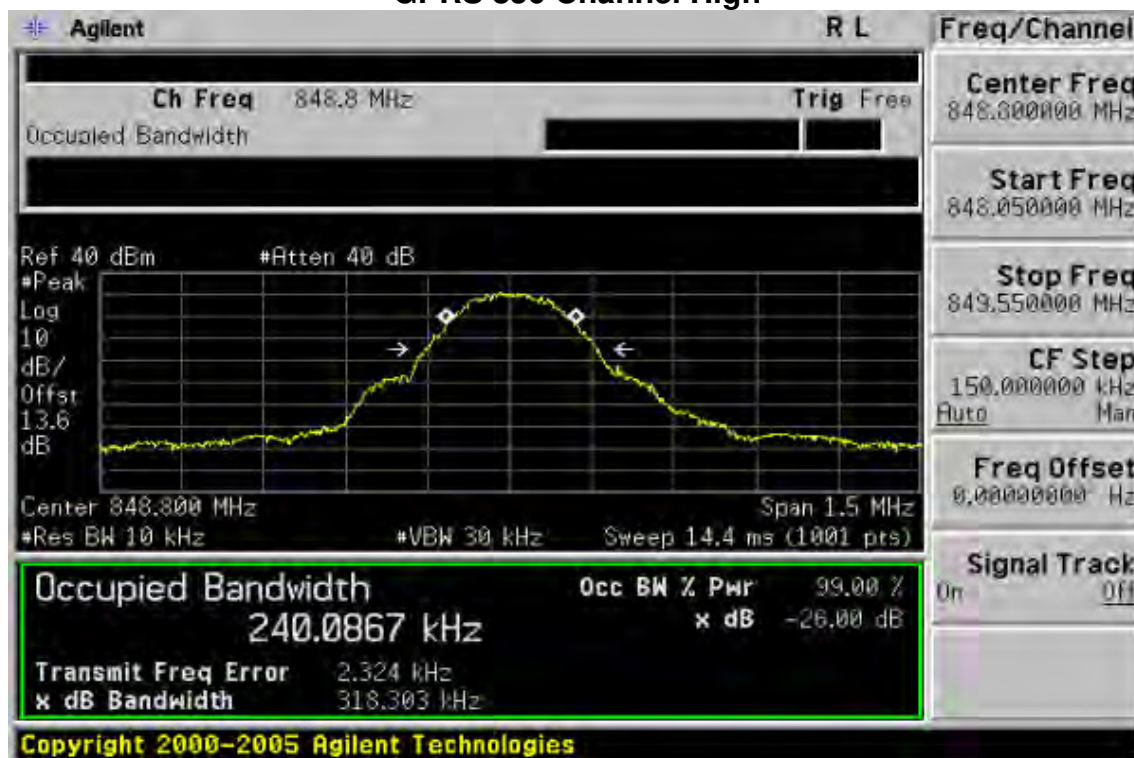 Agilent R L
Ch Freq 848.8 MHz Trig Free
Occupied Bandwidth
Ref 40 dBm #Atten 40 dB
#Peak
Log
10
dB/
Offst
13.6
dB
Center 848.800 MHz Span 1.5 MHz
#Res BW 10 kHz #VBW 30 kHz Sweep 14.4 ms (1001 pts)
Occupied Bandwidth Occ BW % Pwr 99.00 %
240.0867 kHz x dB -26.00 dB
Transmit Freq Error 2.324 kHz
x dB Bandwidth 318.303 kHz
Copyright 2000-2005 Agilent Technologies
Freq/Channel
Center Freq
848.800000 MHz
Start Freq
848.050000 MHz
Stop Freq
849.550000 MHz
CF Step
150.000000 kHz
Auto Man
Freq Offset
0.00000000 Hz
Signal Track
On Off